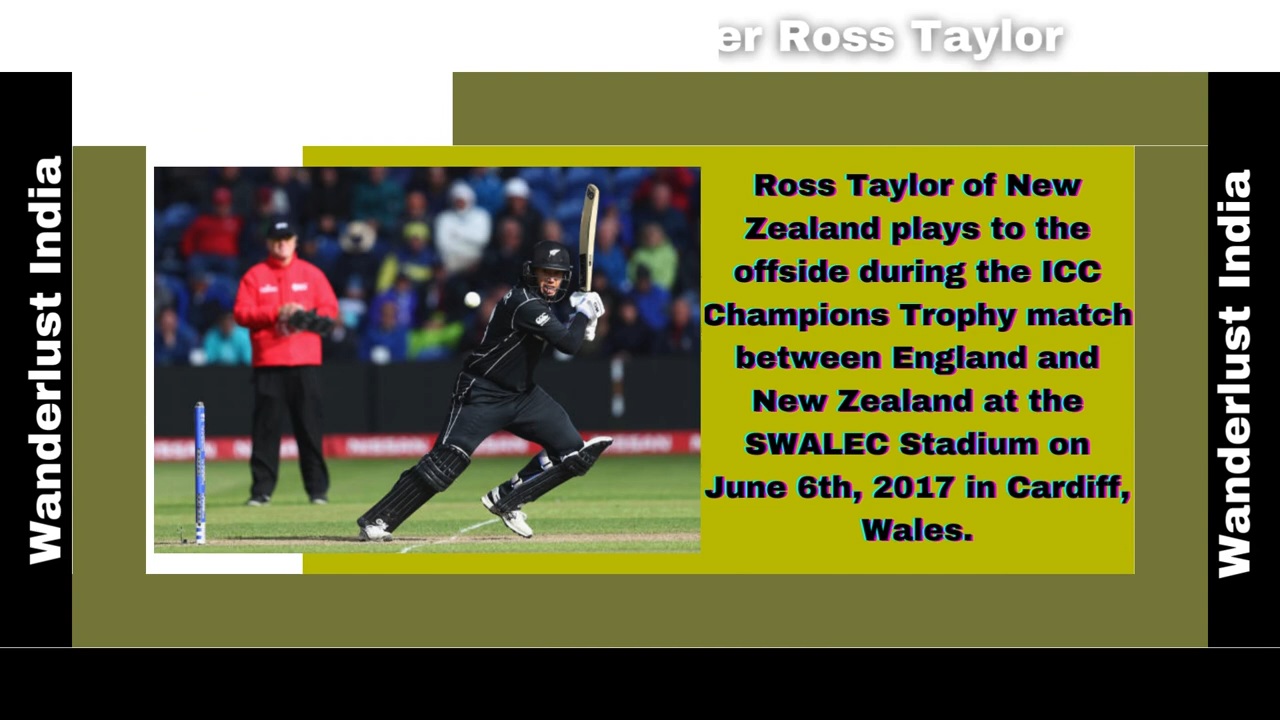 er Ross Taylor
Wanderlust India
Ross Taylor of New
Zealand plays to the
offside during the ICC
Champions Trophy match
between England and
New Zealand at the
SWALEC Stadium on
June 6th, 2017 in Cardiff,
Wales.
Wanderlust India